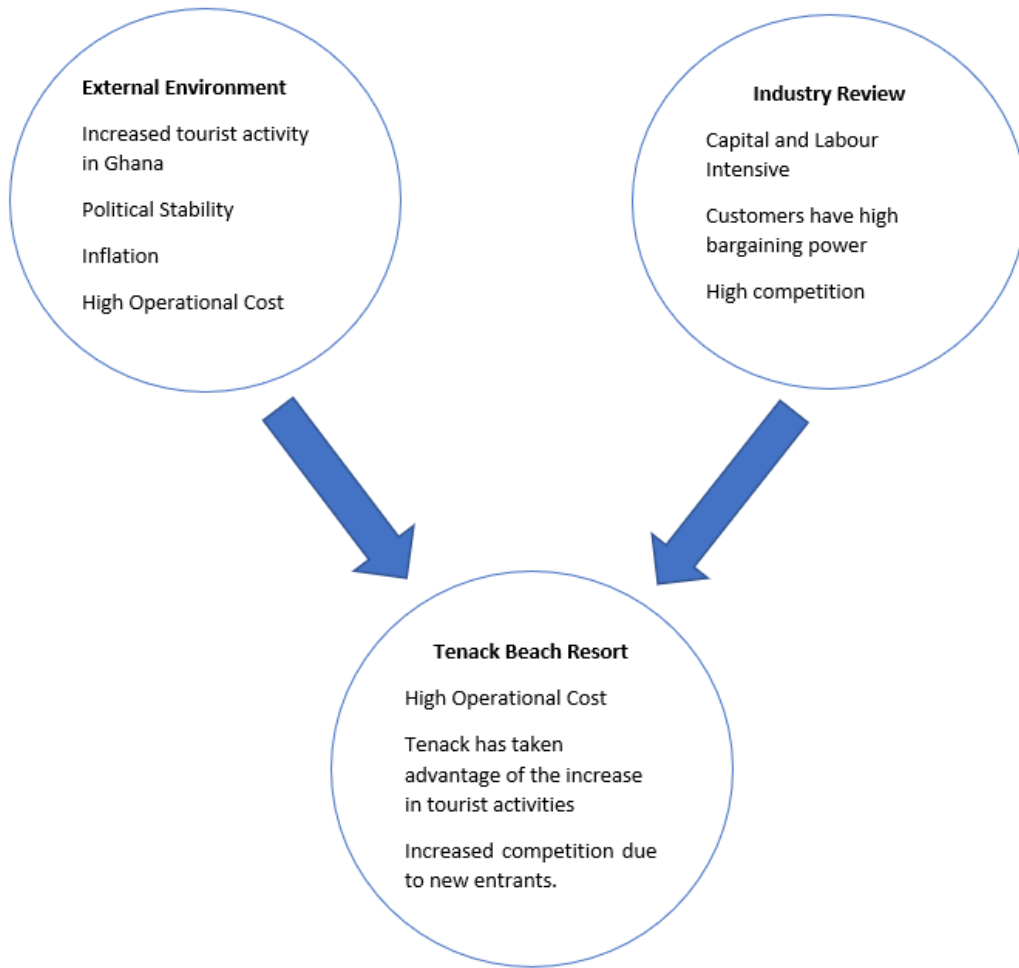 External Environment
Increased tourist activity
in Ghana
Political Stability
Inflation
High Operational Cost
Industry Review
Capital and Labour
Intensive
Customers have high
bargaining power
High competition
Tenack Beach Resort
High Operational Cost
Tenack has taken
advantage of the increase
in tourist activities
Increased competition due
to new entrants.